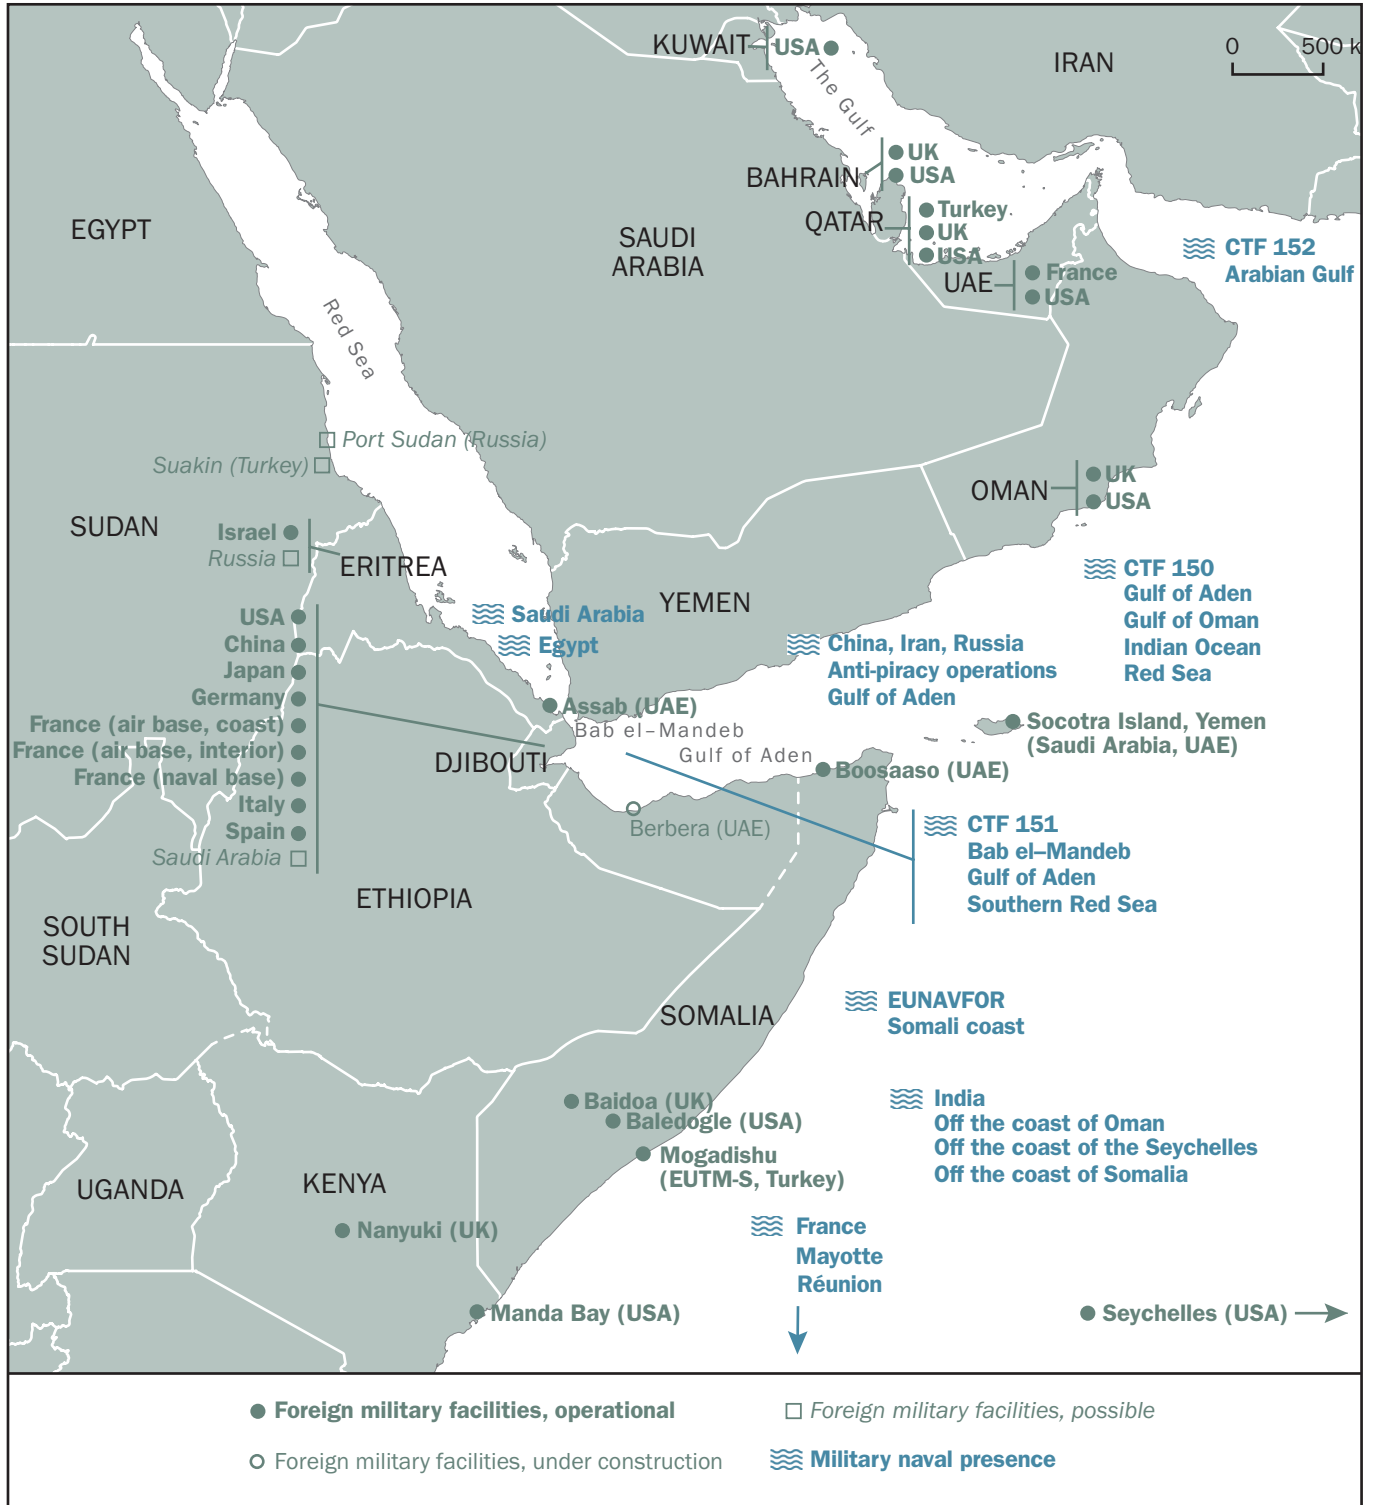 KUWAIT
USA
The Gulf
IRAN
0 500 k
UK
BAHRAIN
USA
Turkey
QATAR
UK
USA
EGYPT
SAUDI
ARABIA
CTF 152
Arabian Gulf
UAE
France
USA
Red Sea
Port Sudan (Russia)
Suakin (Turkey)
OMAN
UK
USA
SUDAN
Israel
Russia
ERITREA
YEMEN
CTF 150
Gulf of Aden
Gulf of Oman
Indian Ocean
Red Sea
Saudi Arabia
Egypt
China, Iran, Russia
Anti-piracy operations
Gulf of Aden
USA
China
Japan
Germany
France (air base, coast)
France (air base, interior)
France (naval base)
Italy
Spain
Saudi Arabia
Assab (UAE)
Bab el–Mandeb
Gulf of Aden
DJIBOUTI
Socotra Island, Yemen
(Saudi Arabia, UAE)
Boosaaso (UAE)
Berbera (UAE)
CTF 151
Bab el–Mandeb
Gulf of Aden
Southern Red Sea
ETHIOPIA
SOUTH
SUDAN
SOMALIA
EUNAVFOR
Somali coast
India
Off the coast of Oman
Off the coast of the Seychelles
Off the coast of Somalia
Baidoa (UK)
Baledogle (USA)
Mogadishu
(EUTM-S, Turkey)
UGANDA
KENYA
Nanyuki (UK)
France
Mayotte
Réunion
Manda Bay (USA)
Seychelles (USA)
Foreign military facilities, operational
Foreign military facilities, possible
Foreign military facilities, under construction
Military naval presence